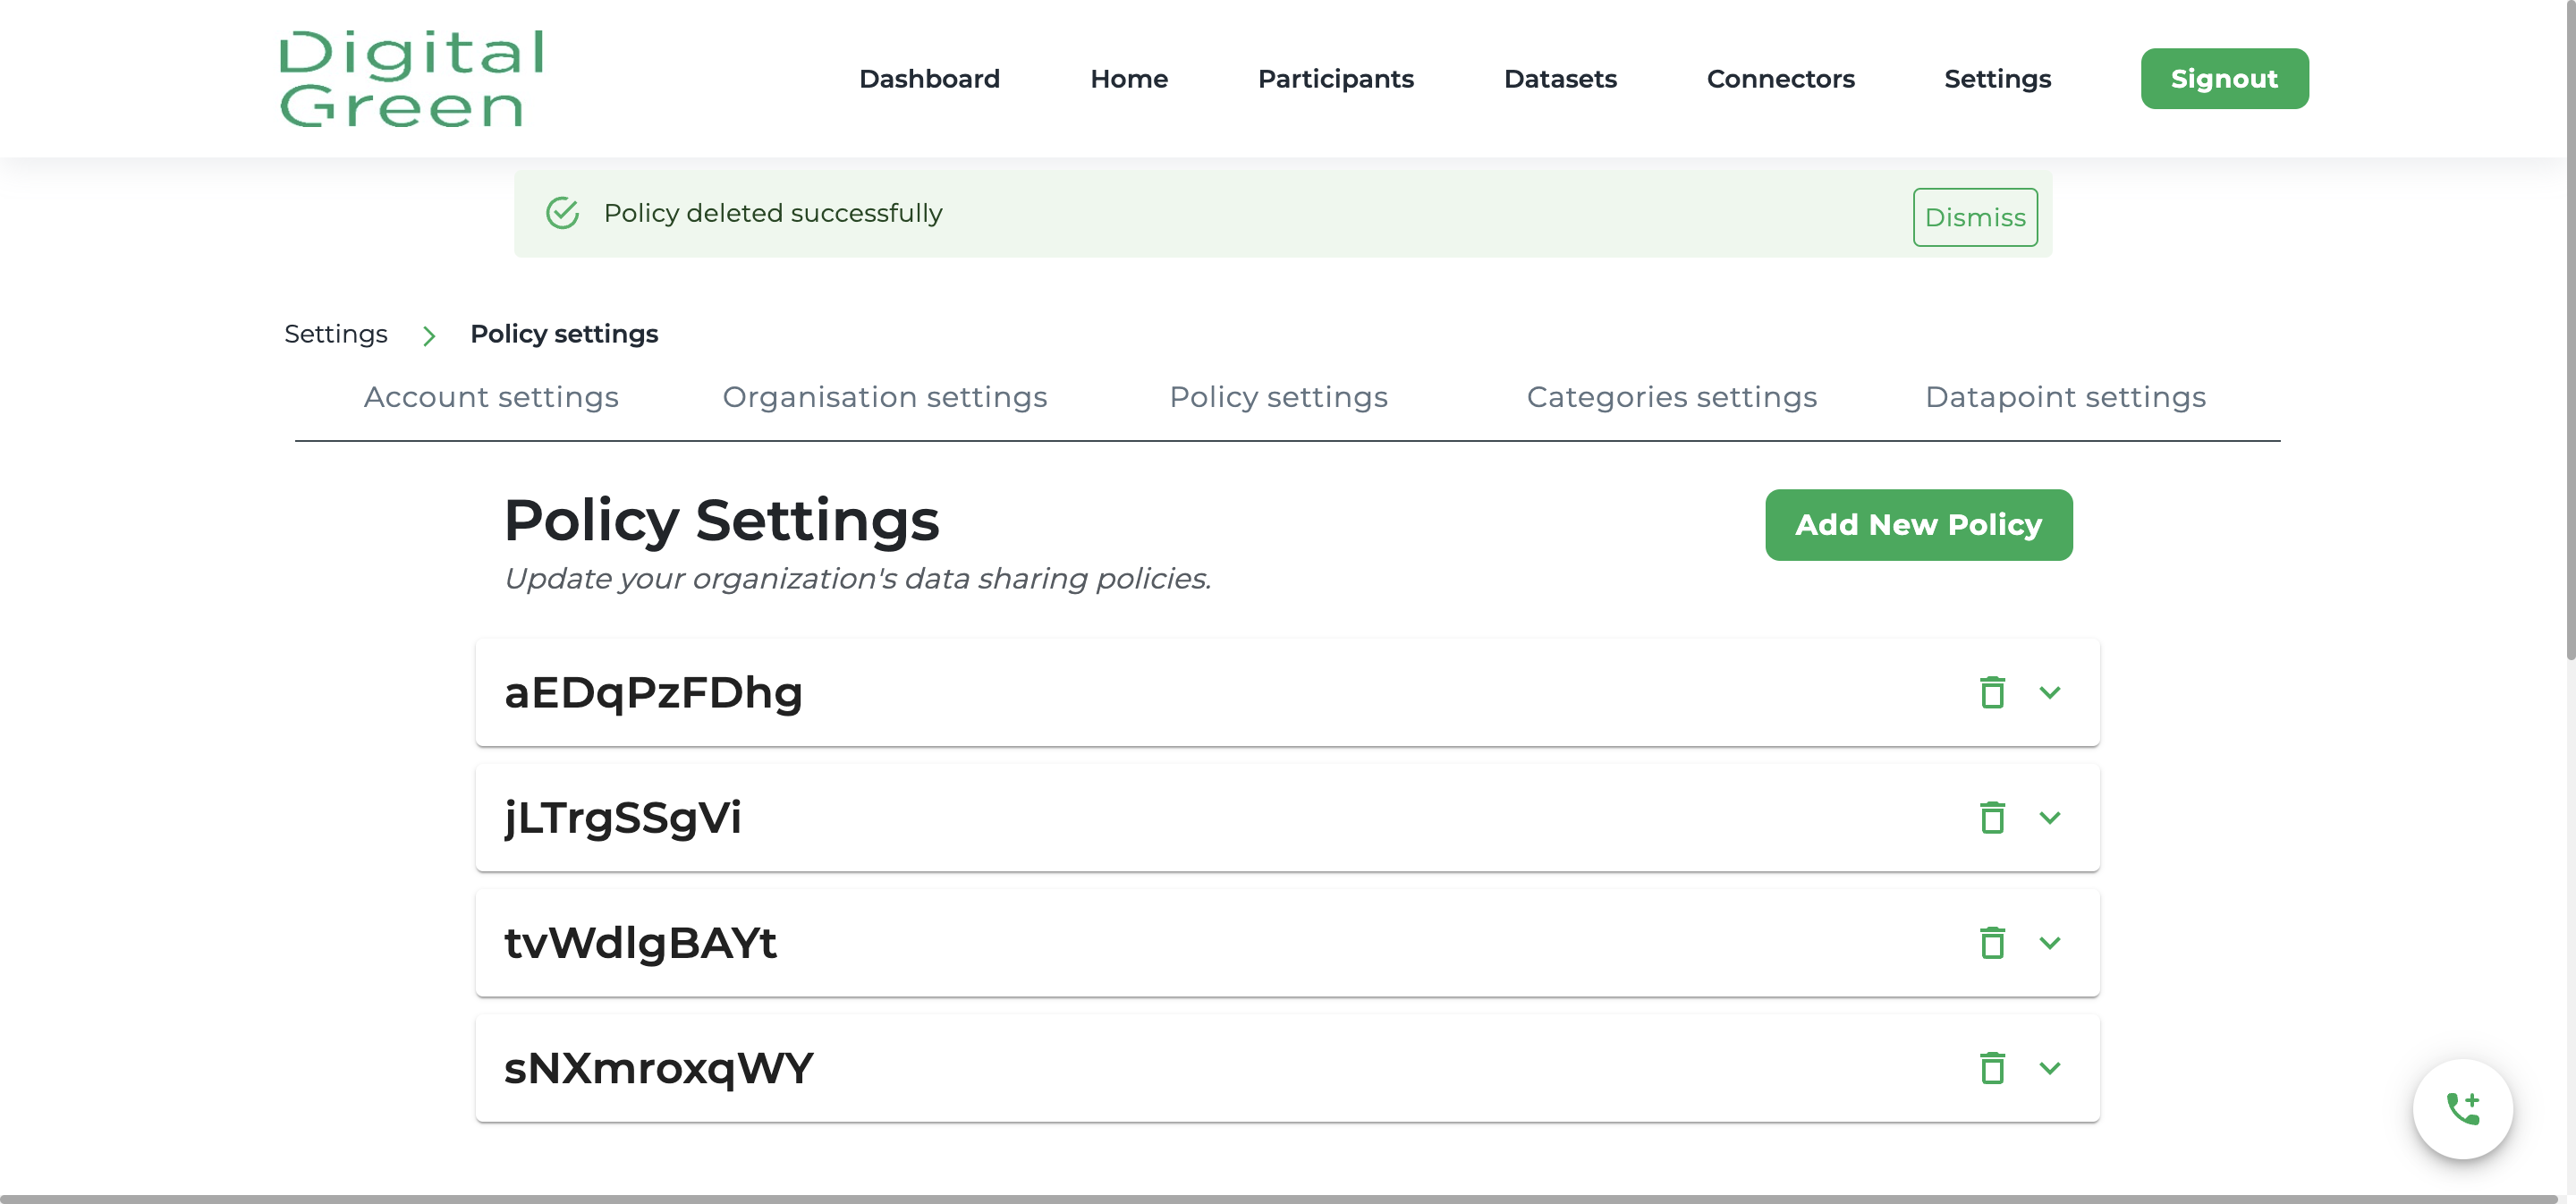 Digital
Green
Dashboard Home Participants Datasets Connectors Settings Signout
Policy deleted successfully Dismiss
Settings Policy settings
Account settings Organisation settings Policy settings Categories settings Datapoint settings
Policy Settings Add New Policy
Update your organization's data sharing policies.
aEDqPzFDhg
jLTrgSSgVi
tvWdlgBAYt
sNXmroxqWY